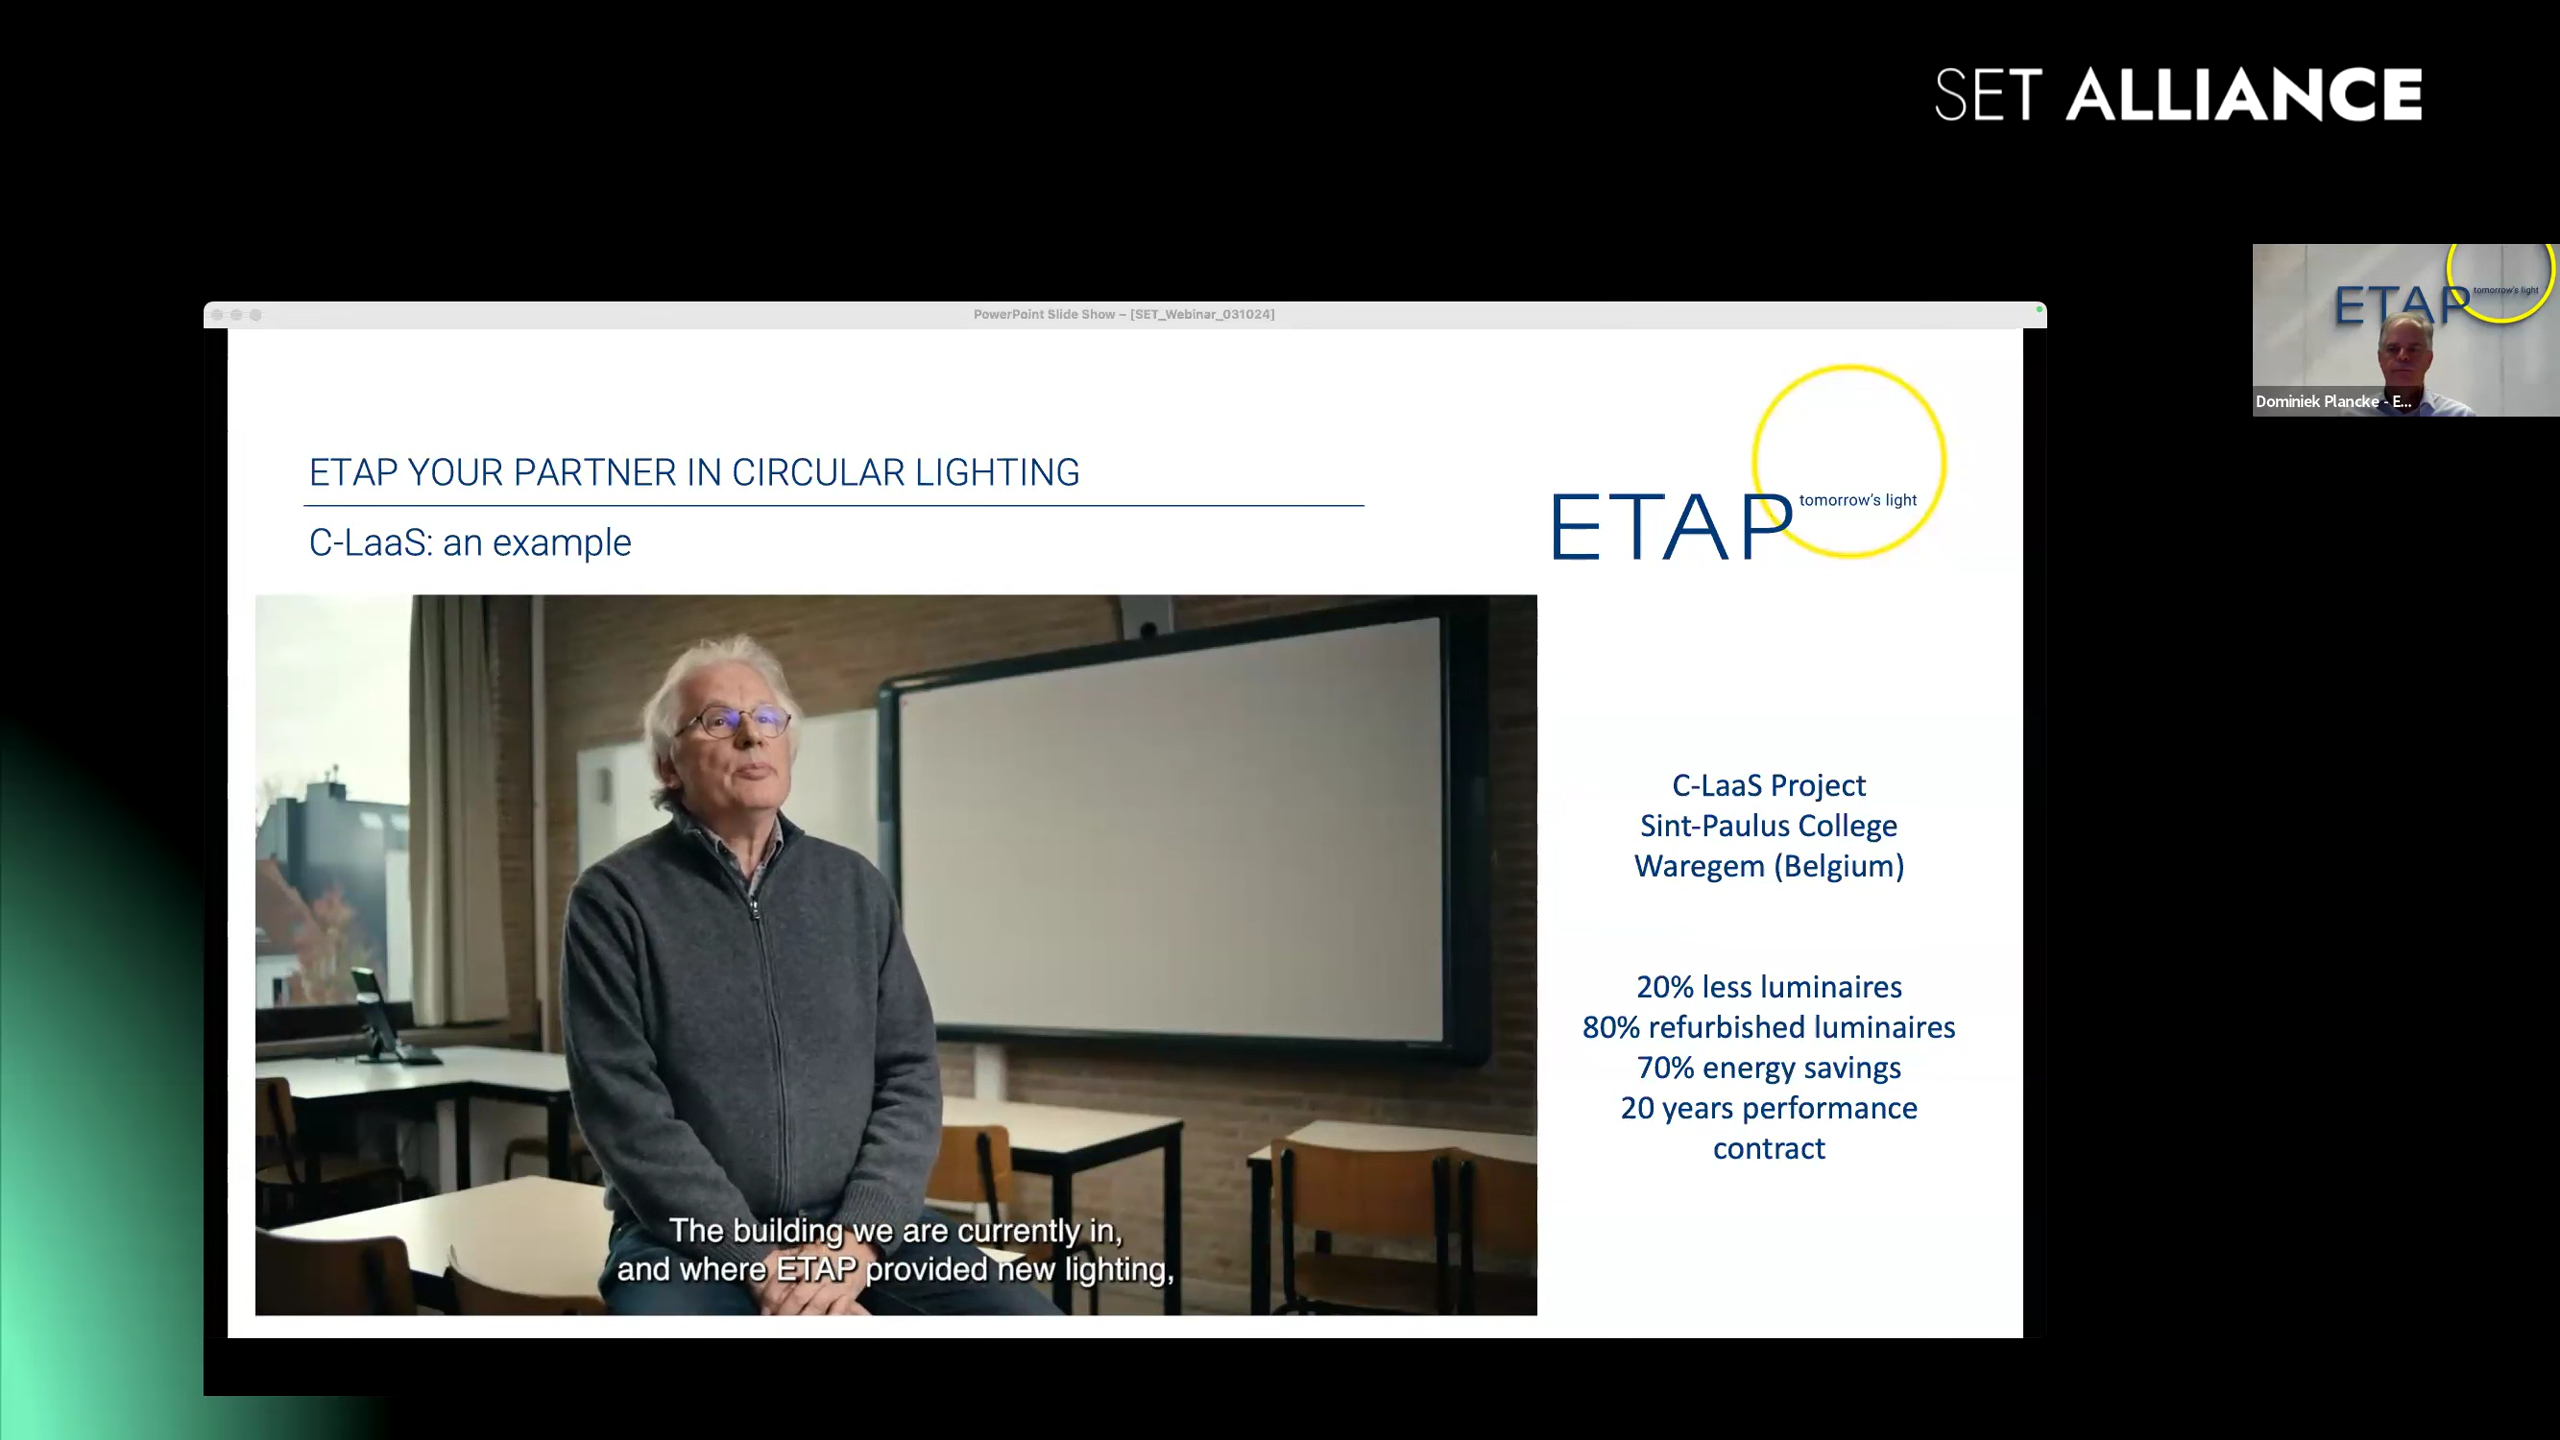 SET ALLIANCE
PowerPoint Slide Show – [SET_Webinar_031024]
ETAP
tomorrow's light
Dominiek Plancke - E...
ETAP YOUR PARTNER IN CIRCULAR LIGHTING
C-LaaS: an example
ETAP
tomorrow's light
C-LaaS Project
Sint-Paulus College
Waregem (Belgium)
20% less luminaires
80% refurbished luminaires
70% energy savings
20 years performance
contract
The building we are currently in,
and where ETAP provided new lighting,